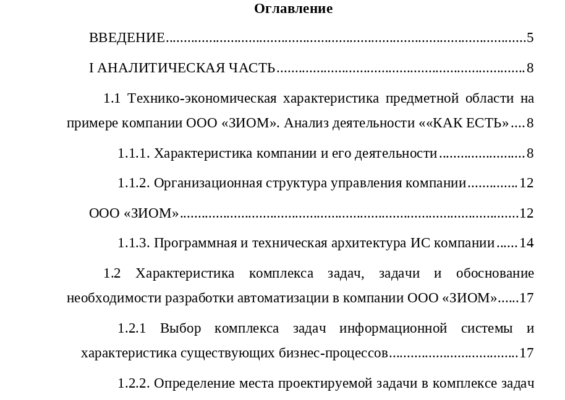 Оглавление
ВВЕДЕНИЕ....................................................................................................5
I АНАЛИТИЧЕСКАЯ ЧАСТЬ.....................................................................8
1.1 Технико-экономическая характеристика предметной области на
примере компании ООО «ЗИОМ». Анализ деятельности ««КАК ЕСТЬ»....8
1.1.1. Характеристика компании и его деятельности........................8
1.1.2. Организационная структура управления компании..............12
ООО «ЗИОМ»..............................................................................................12
1.1.3. Программная и техническая архитектура ИС компании......14
1.2 Характеристика комплекса задач, задачи и обоснование
необходимости разработки автоматизации в компании ООО «ЗИОМ»......17
1.2.1 Выбор комплекса задач информационной системы и
характеристика существующих бизнес-процессов....................................17
1.2.2. Определение места проектируемой задачи в комплексе задач